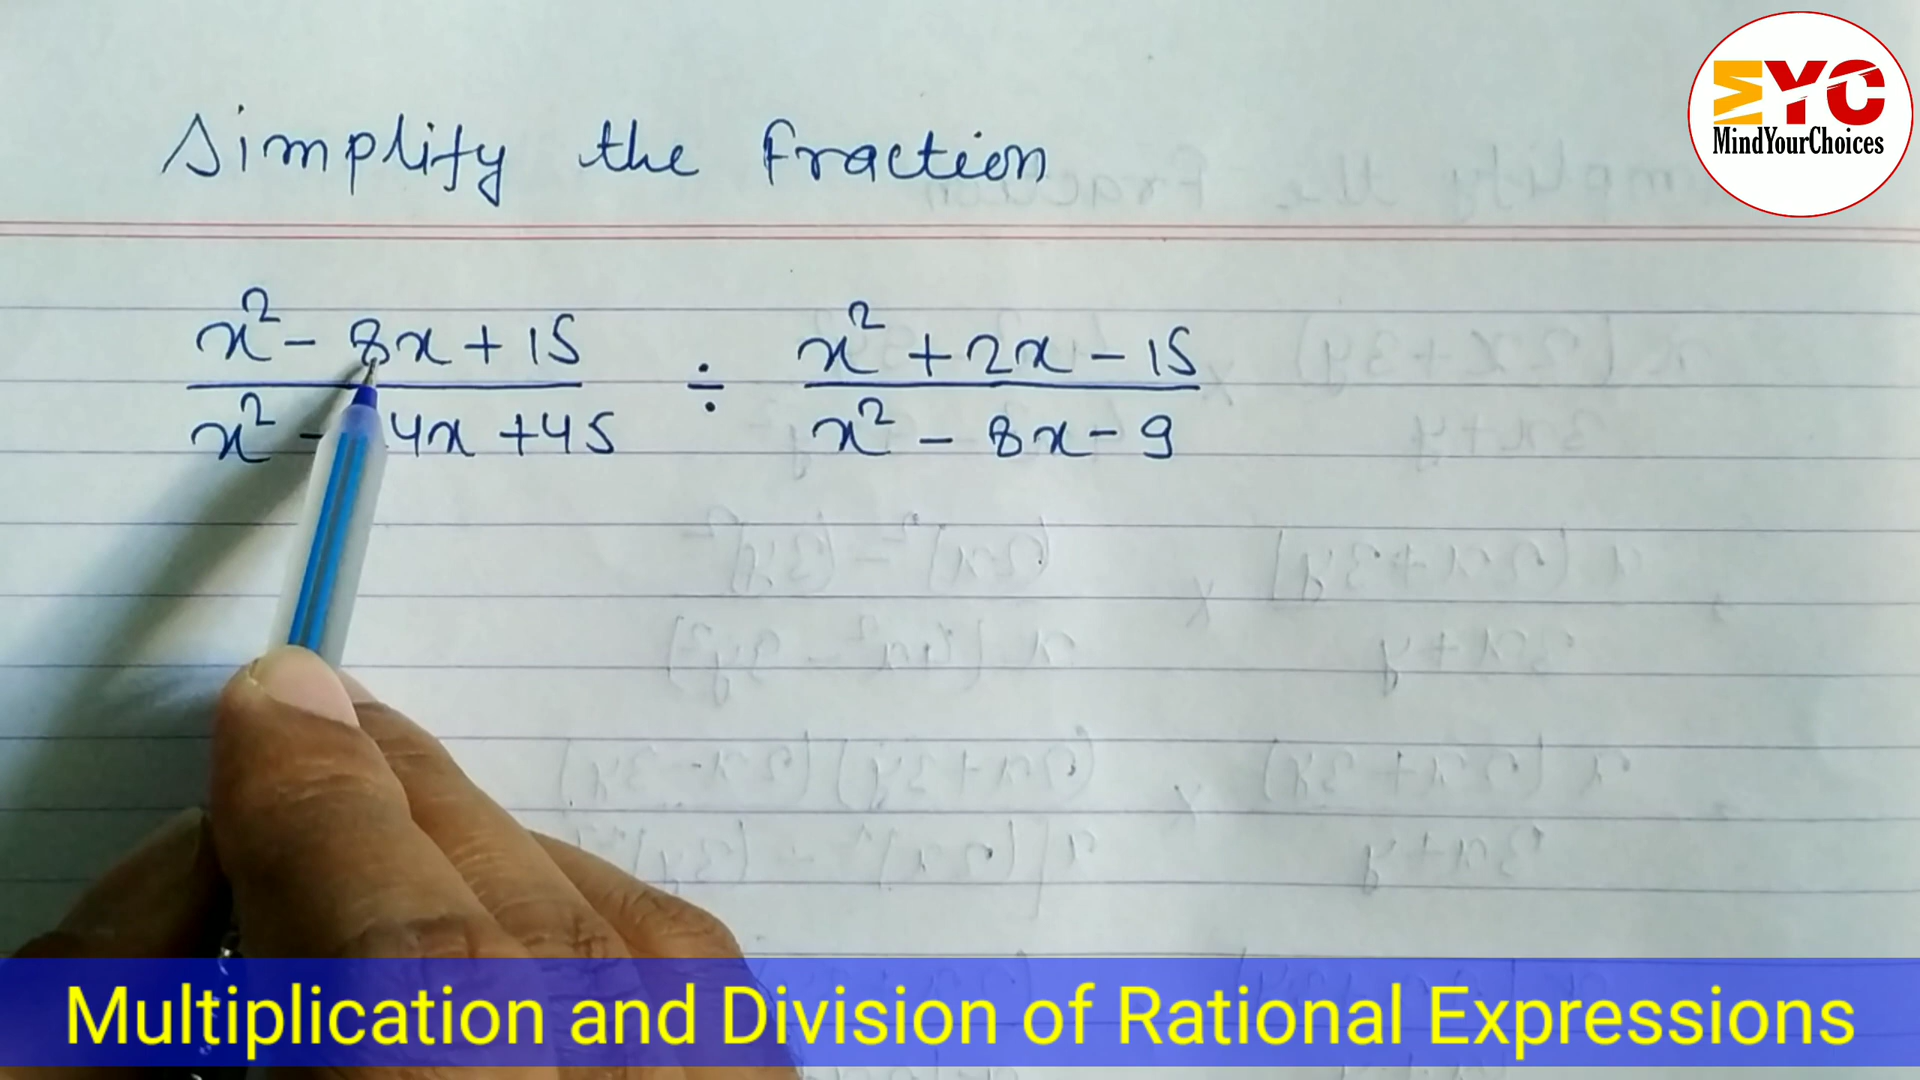 MYC
MindYourChoices
Simplify the Fraction
x² - 8x + 15 ÷ x² + 2x - 15
x² - 4x + 45 x² - 8x - 9
Multiplication and Division of Rational Expressions